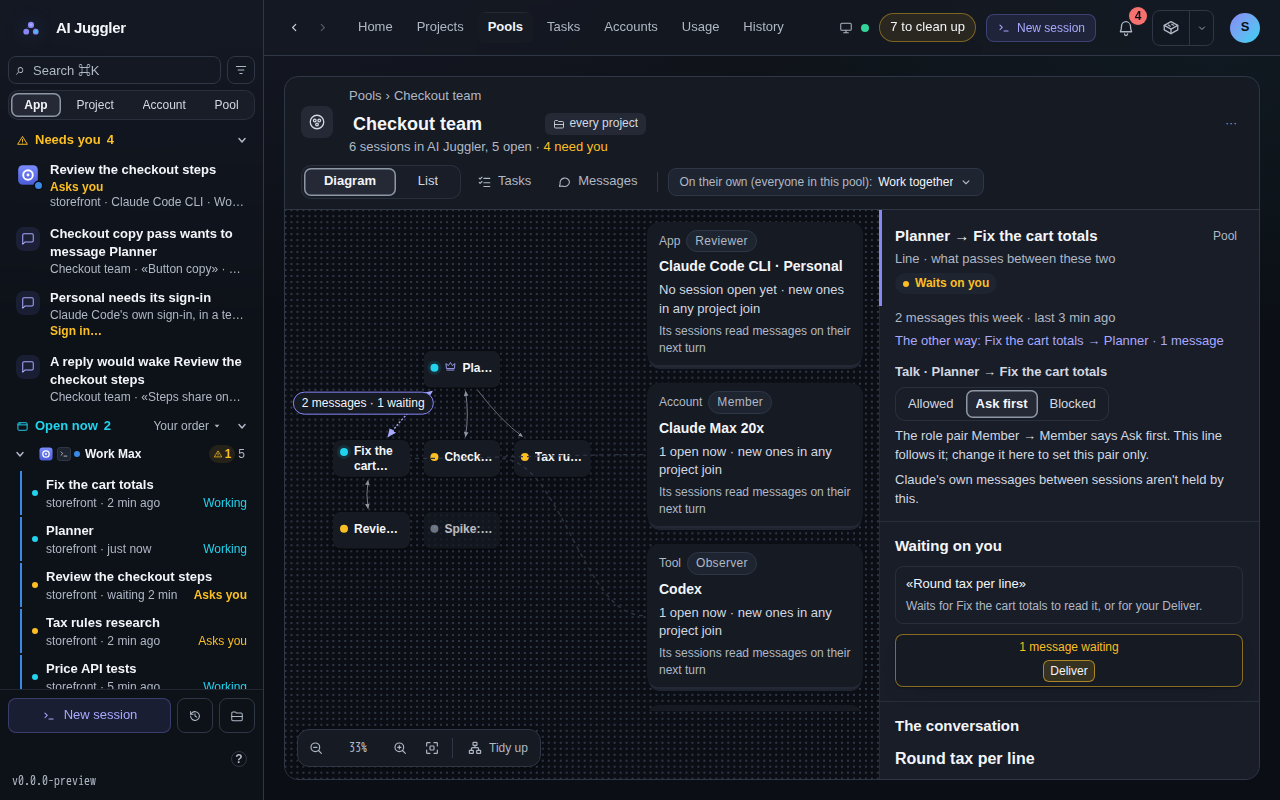 AI Juggler
Search ⌘K
App
Project
Account
Pool
Needs you 4
Review the checkout steps
Asks you
storefront · Claude Code CLI · Wo…
Checkout copy pass wants to
message Planner
Checkout team · «Button copy» · …
Personal needs its sign-in
Claude Code's own sign-in, in a te…
Sign in…
A reply would wake Review the
checkout steps
Checkout team · «Steps share on…
Open now 2
Your order
Work Max
1
5
Fix the cart totals
storefront · 2 min ago
Working
Planner
storefront · just now
Working
Review the checkout steps
storefront · waiting 2 min
Asks you
Tax rules research
storefront · 2 min ago
Asks you
Price API tests
storefront · 5 min ago
Working
New session
?
v0.0.0-preview
Home
Projects
Pools
Tasks
Accounts
Usage
History
7 to clean up
New session
4
S
Pools › Checkout team
Checkout team
every project
6 sessions in AI Juggler, 5 open · 4 need you
Diagram
List
Tasks
Messages
On their own (everyone in this pool): Work together
Pla…
2 messages · 1 waiting
Fix the
cart…
Check…
Tax ru…
Revie…
Spike:…
App
Reviewer
Claude Code CLI · Personal
No session open yet · new ones
in any project join
Its sessions read messages on their
next turn
Account
Member
Claude Max 20x
1 open now · new ones in any
project join
Its sessions read messages on their
next turn
Tool
Observer
Codex
1 open now · new ones in any
project join
Its sessions read messages on their
next turn
33%
Tidy up
Planner → Fix the cart totals
Pool
Line · what passes between these two
Waits on you
2 messages this week · last 3 min ago
The other way: Fix the cart totals → Planner · 1 message
Talk · Planner → Fix the cart totals
Allowed
Ask first
Blocked
The role pair Member → Member says Ask first. This line
follows it; change it here to set this pair only.
Claude's own messages between sessions aren't held by
this.
Waiting on you
«Round tax per line»
Waits for Fix the cart totals to read it, or for your Deliver.
1 message waiting
Deliver
The conversation
Round tax per line